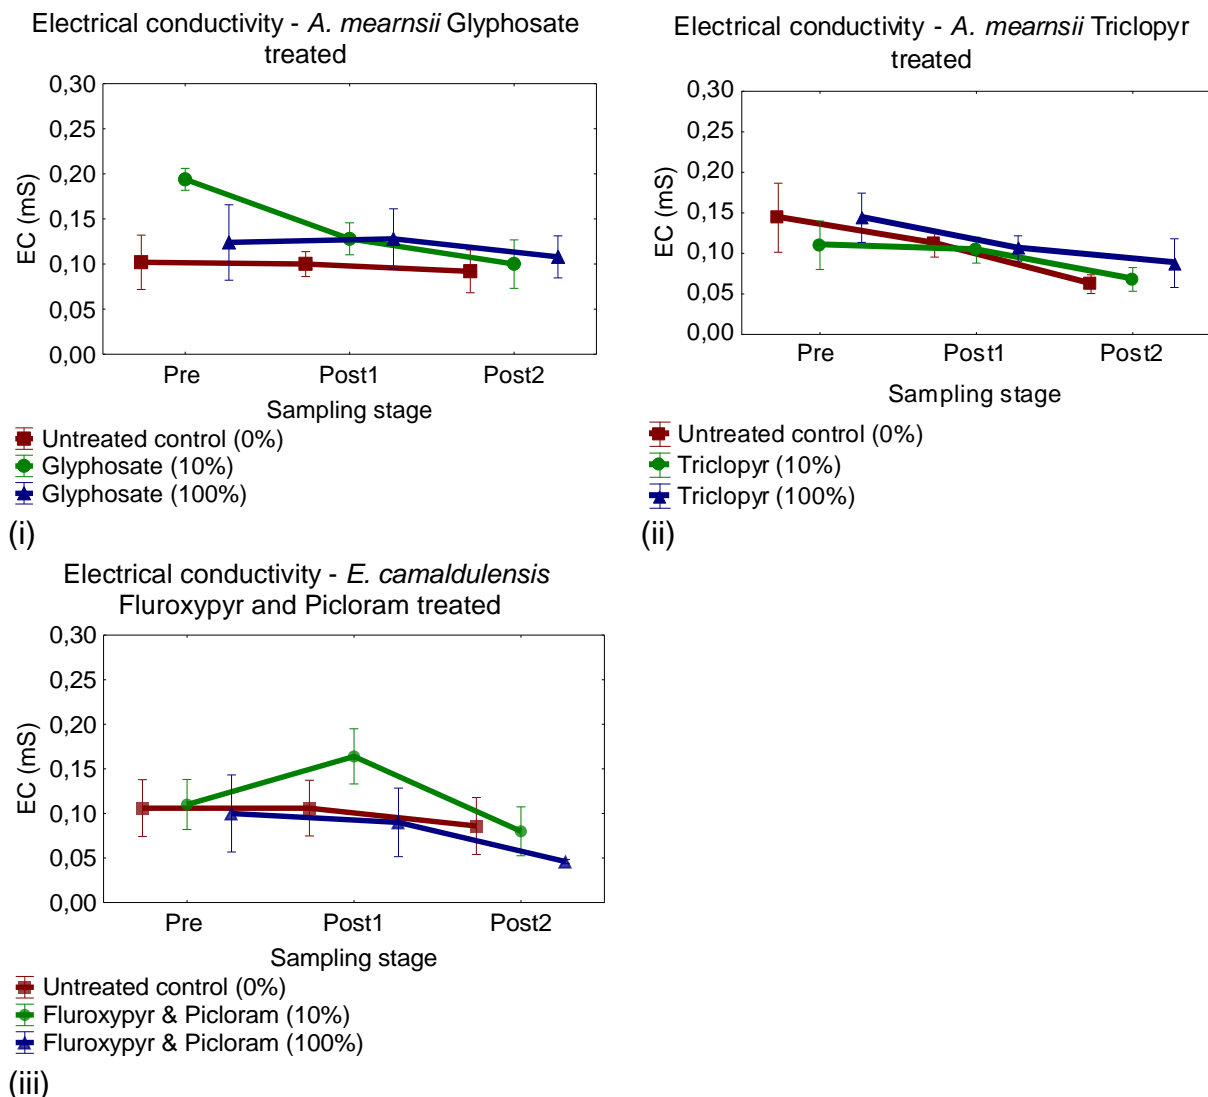 Electrical conductivity - A. mearnsii Glyphosate
treated
0,30
0,25
0,20
0,15
0,10
0,05
0,00
EC (mS)
Pre Post1 Post2
Sampling stage
Untreated control (0%)
Glyphosate (10%)
Glyphosate (100%)
(i)
Electrical conductivity - A. mearnsii Triclopyr
treated
0,30
0,25
0,20
0,15
0,10
0,05
0,00
EC (mS)
Pre Post1 Post2
Sampling stage
Untreated control (0%)
Triclopyr (10%)
Triclopyr (100%)
(ii)
Electrical conductivity - E. camaldulensis
Fluroxypyr and Picloram treated
0,30
0,25
0,20
0,15
0,10
0,05
0,00
EC (mS)
Pre Post1 Post2
Sampling stage
Untreated control (0%)
Fluroxypyr & Picloram (10%)
Fluroxypyr & Picloram (100%)
(iii)